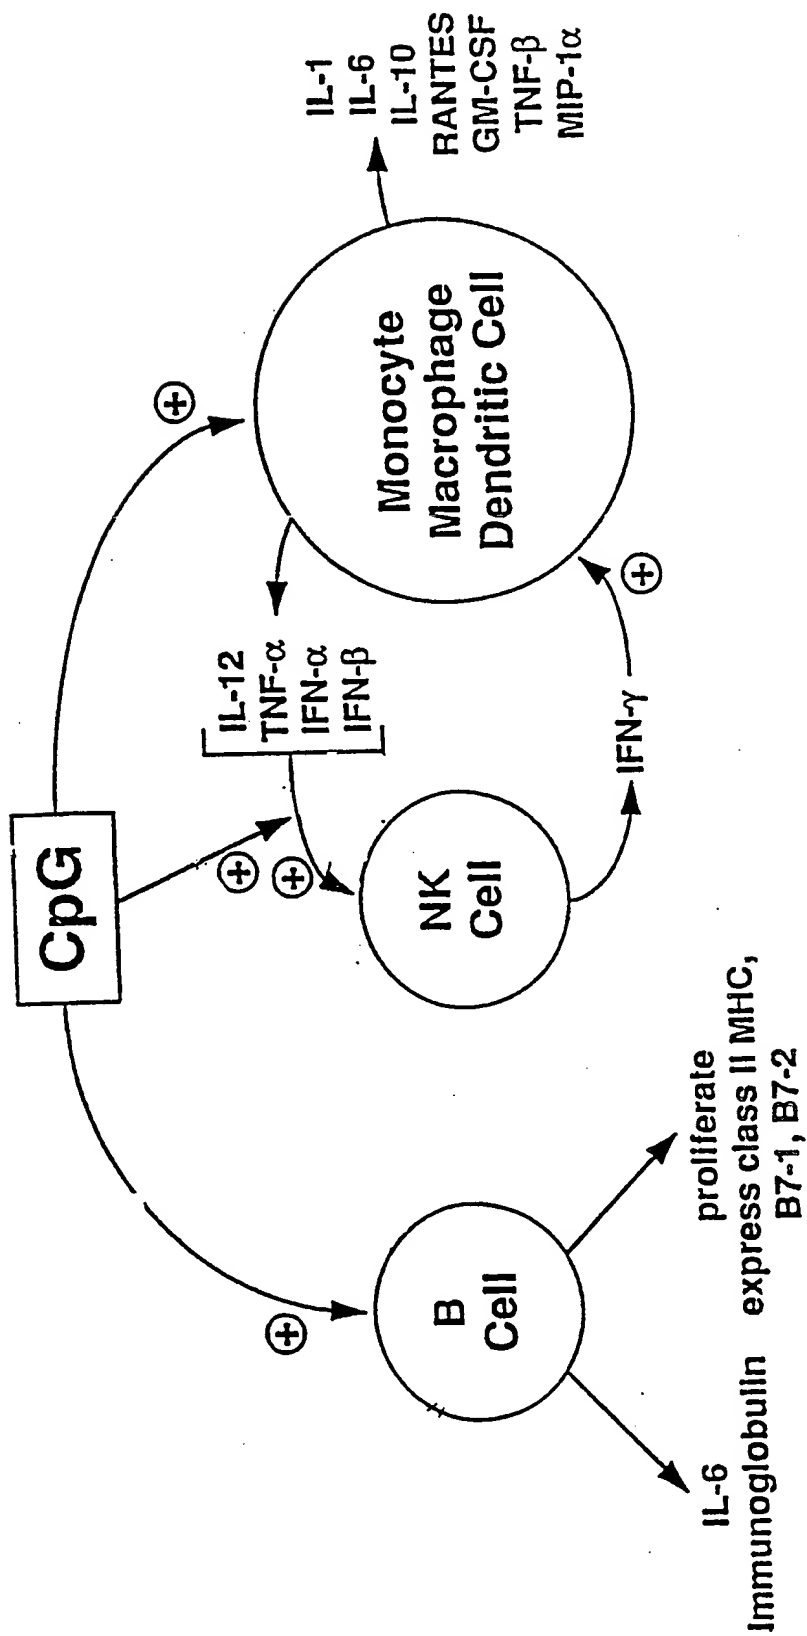 CpG
⊕
⊕
⊕
⊕
⊕
IL-12
TNF-α
IFN-α
IFN-β
IL-1
IL-6
IL-10
RANTES
GM-CSF
TNF-β
MIP-1α
B
Cell
NK
Cell
Monocyte
Macrophage
Dendritic Cell
IFN-γ
IL-6
Immunoglobulin
proliferate
express class II MHC,
B7-1, B7-2